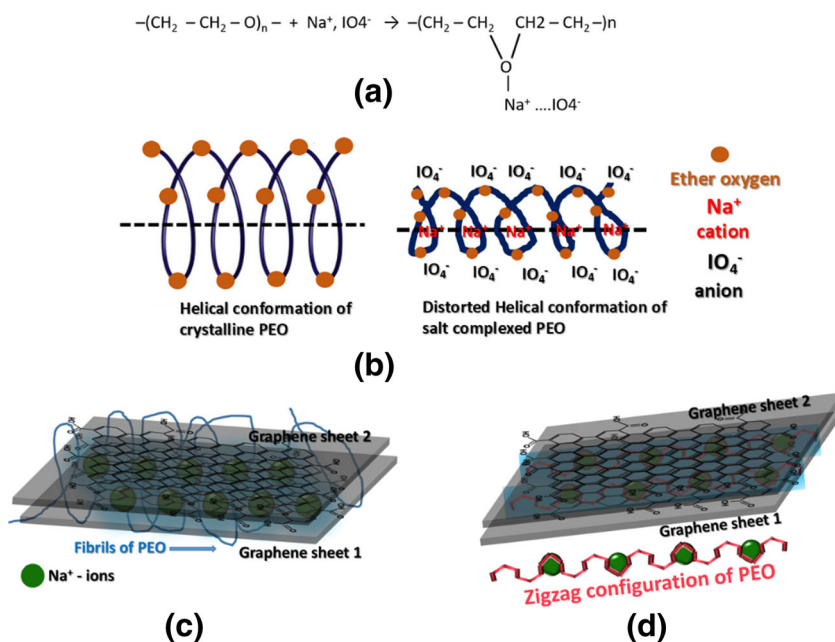 –(CH₂ – CH₂ – O)ₙ – + Na⁺, IO4⁻ → –(CH₂ – CH₂ CH2 – CH₂–)n
O
Na⁺ ....IO4⁻
(a)
IO₄⁻ IO₄⁻ IO₄⁻ IO₄⁻ IO₄⁻
Na⁺ Na⁺ Na⁺ Na⁺ Na⁺
IO₄⁻ IO₄⁻ IO₄⁻ IO₄⁻ IO₄⁻
Helical conformation of
crystalline PEO
Distorted Helical conformation of
salt complexed PEO
Ether oxygen
Na⁺
cation
IO₄⁻
anion
(b)
Graphene sheet 2
Fibrils of PEO
Graphene sheet 1
Na⁺ - ions
(c)
Graphene sheet 2
Graphene sheet 1
Zigzag configuration of PEO
(d)